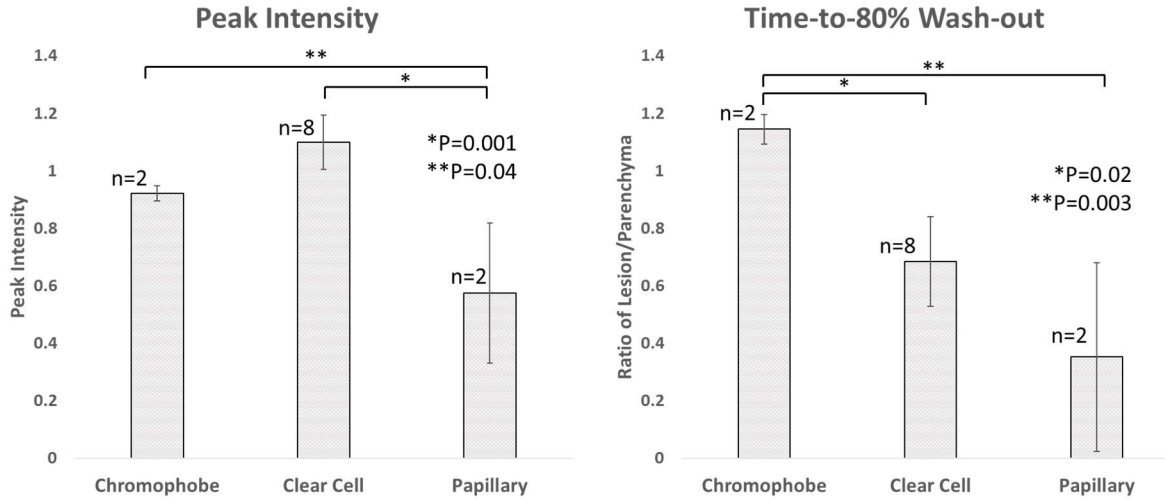 Peak Intensity
1.4
1.2
1
0.8
0.6
0.4
0.2
0
Peak Intensity
**
*
n=2
n=8
n=2
*P=0.001
**P=0.04
Chromophobe
Clear Cell
Papillary
Time-to-80% Wash-out
1.4
1.2
1
0.8
0.6
0.4
0.2
0
Ratio of Lesion/Parenchyma
**
*
n=2
n=8
n=2
*P=0.02
**P=0.003
Chromophobe
Clear Cell
Papillary